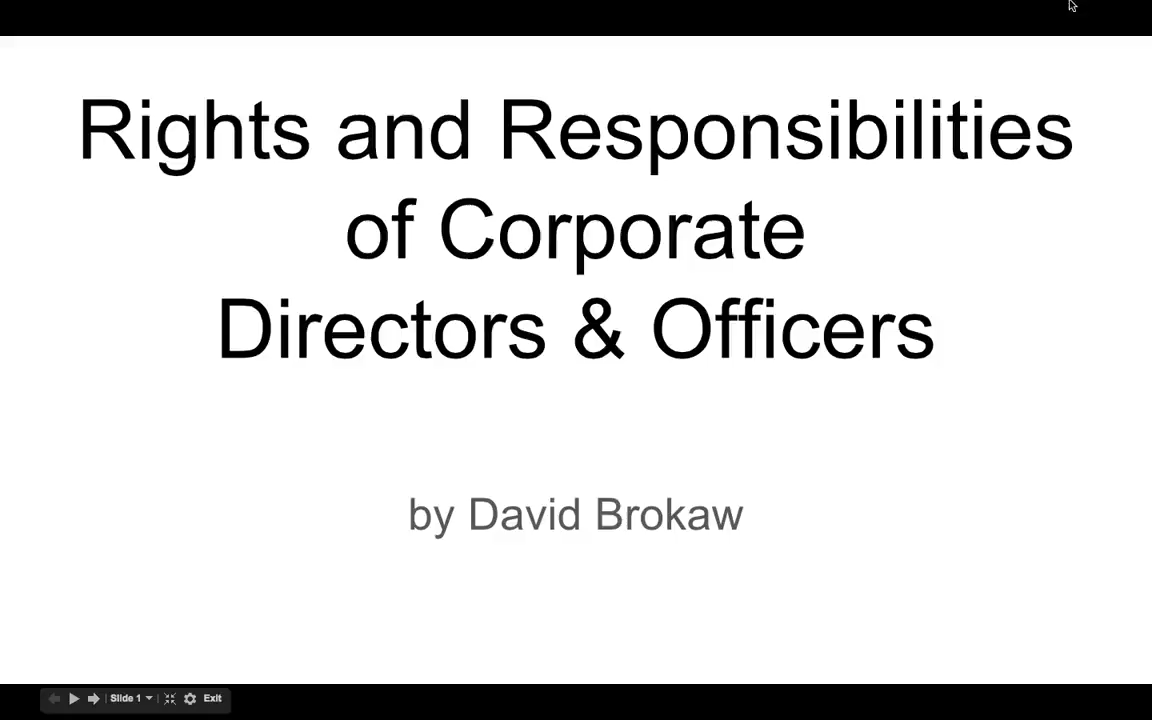 Rights and Responsibilities
of Corporate
Directors & Officers
by David Brokaw
Slide 1
Exit